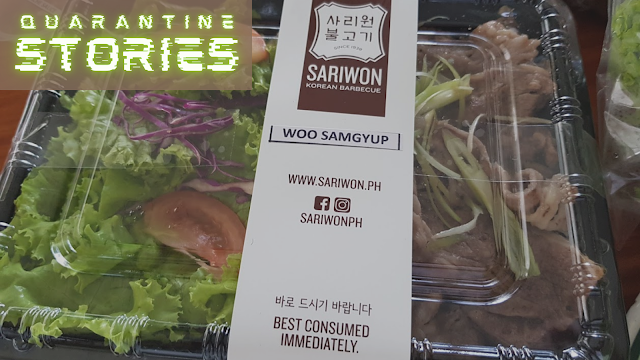 QUARANTINE
STORIES
사리원
불고기
SINCE 1938
SARIWON
KOREAN BARBECUE
WOO SAMGYUP
WWW.SARIWON.PH
SARIWONPH
바로 드시기 바랍니다
BEST CONSUMED
IMMEDIATELY.